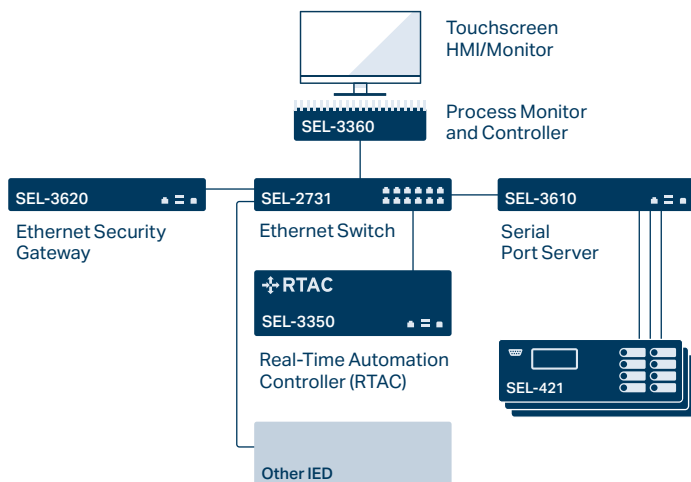 Touchscreen
HMI/Monitor
SEL-3360
Process Monitor
and Controller
SEL-3620
Ethernet Security
Gateway
SEL-2731
Ethernet Switch
SEL-3610
Serial
Port Server
RTAC
SEL-3350
Real-Time Automation
Controller (RTAC)
SEL-421
Other IED